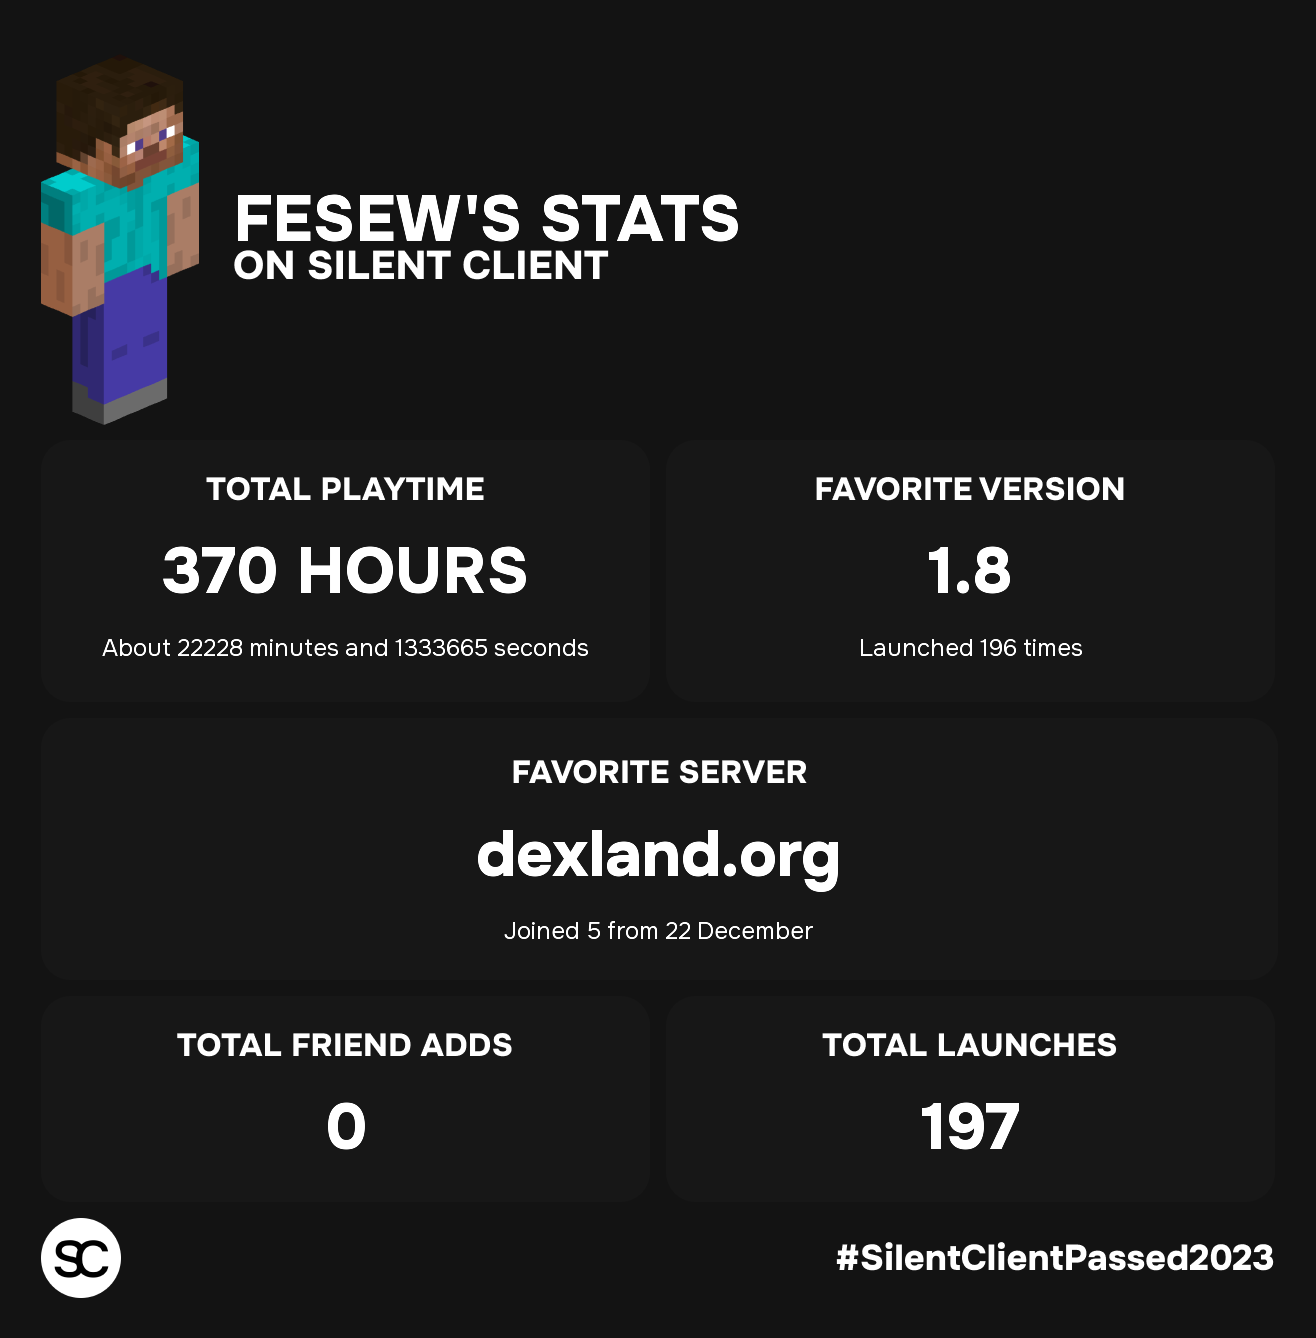 FESEW'S STATS
ON SILENT CLIENT
TOTAL PLAYTIME
370 HOURS
About 22228 minutes and 1333665 seconds
FAVORITE VERSION
1.8
Launched 196 times
FAVORITE SERVER
dexland.org
Joined 5 from 22 December
TOTAL FRIEND ADDS
0
TOTAL LAUNCHES
197
SC
#SilentClientPassed2023